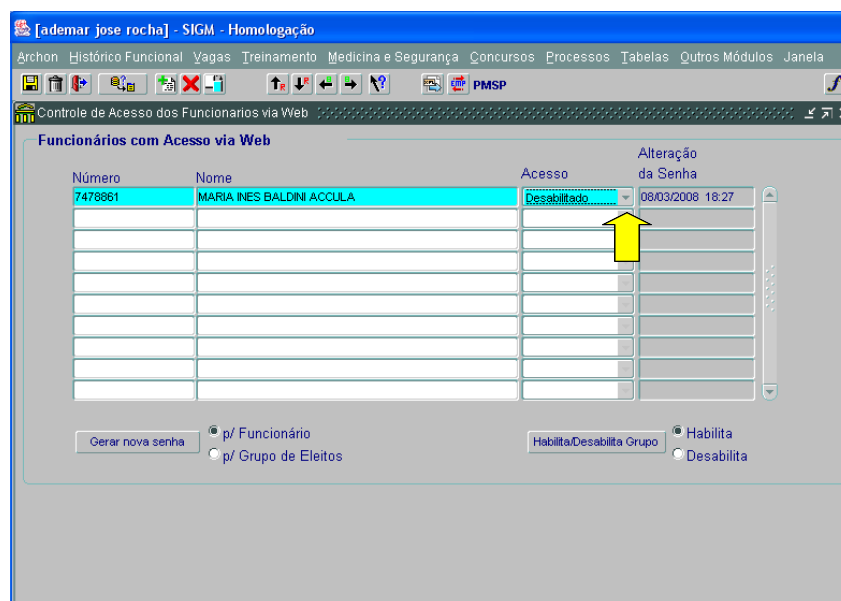 [ademar jose rocha] - SIGM - Homologação
Archon Histórico Funcional Vagas Treinamento Medicina e Segurança Concursos Processos Tabelas Outros Módulos Janela
PMSP
Controle de Acesso dos Funcionarios via Web
Funcionários com Acesso via Web
Número Nome Acesso Alteração
da Senha
7478861 MARIA INES BALDINI ACCULA Desabilitado 08/03/2008 18:27
Gerar nova senha p/ Funcionário Habilita/Desabilita Grupo Habilita
p/ Grupo de Eleitos Desabilita